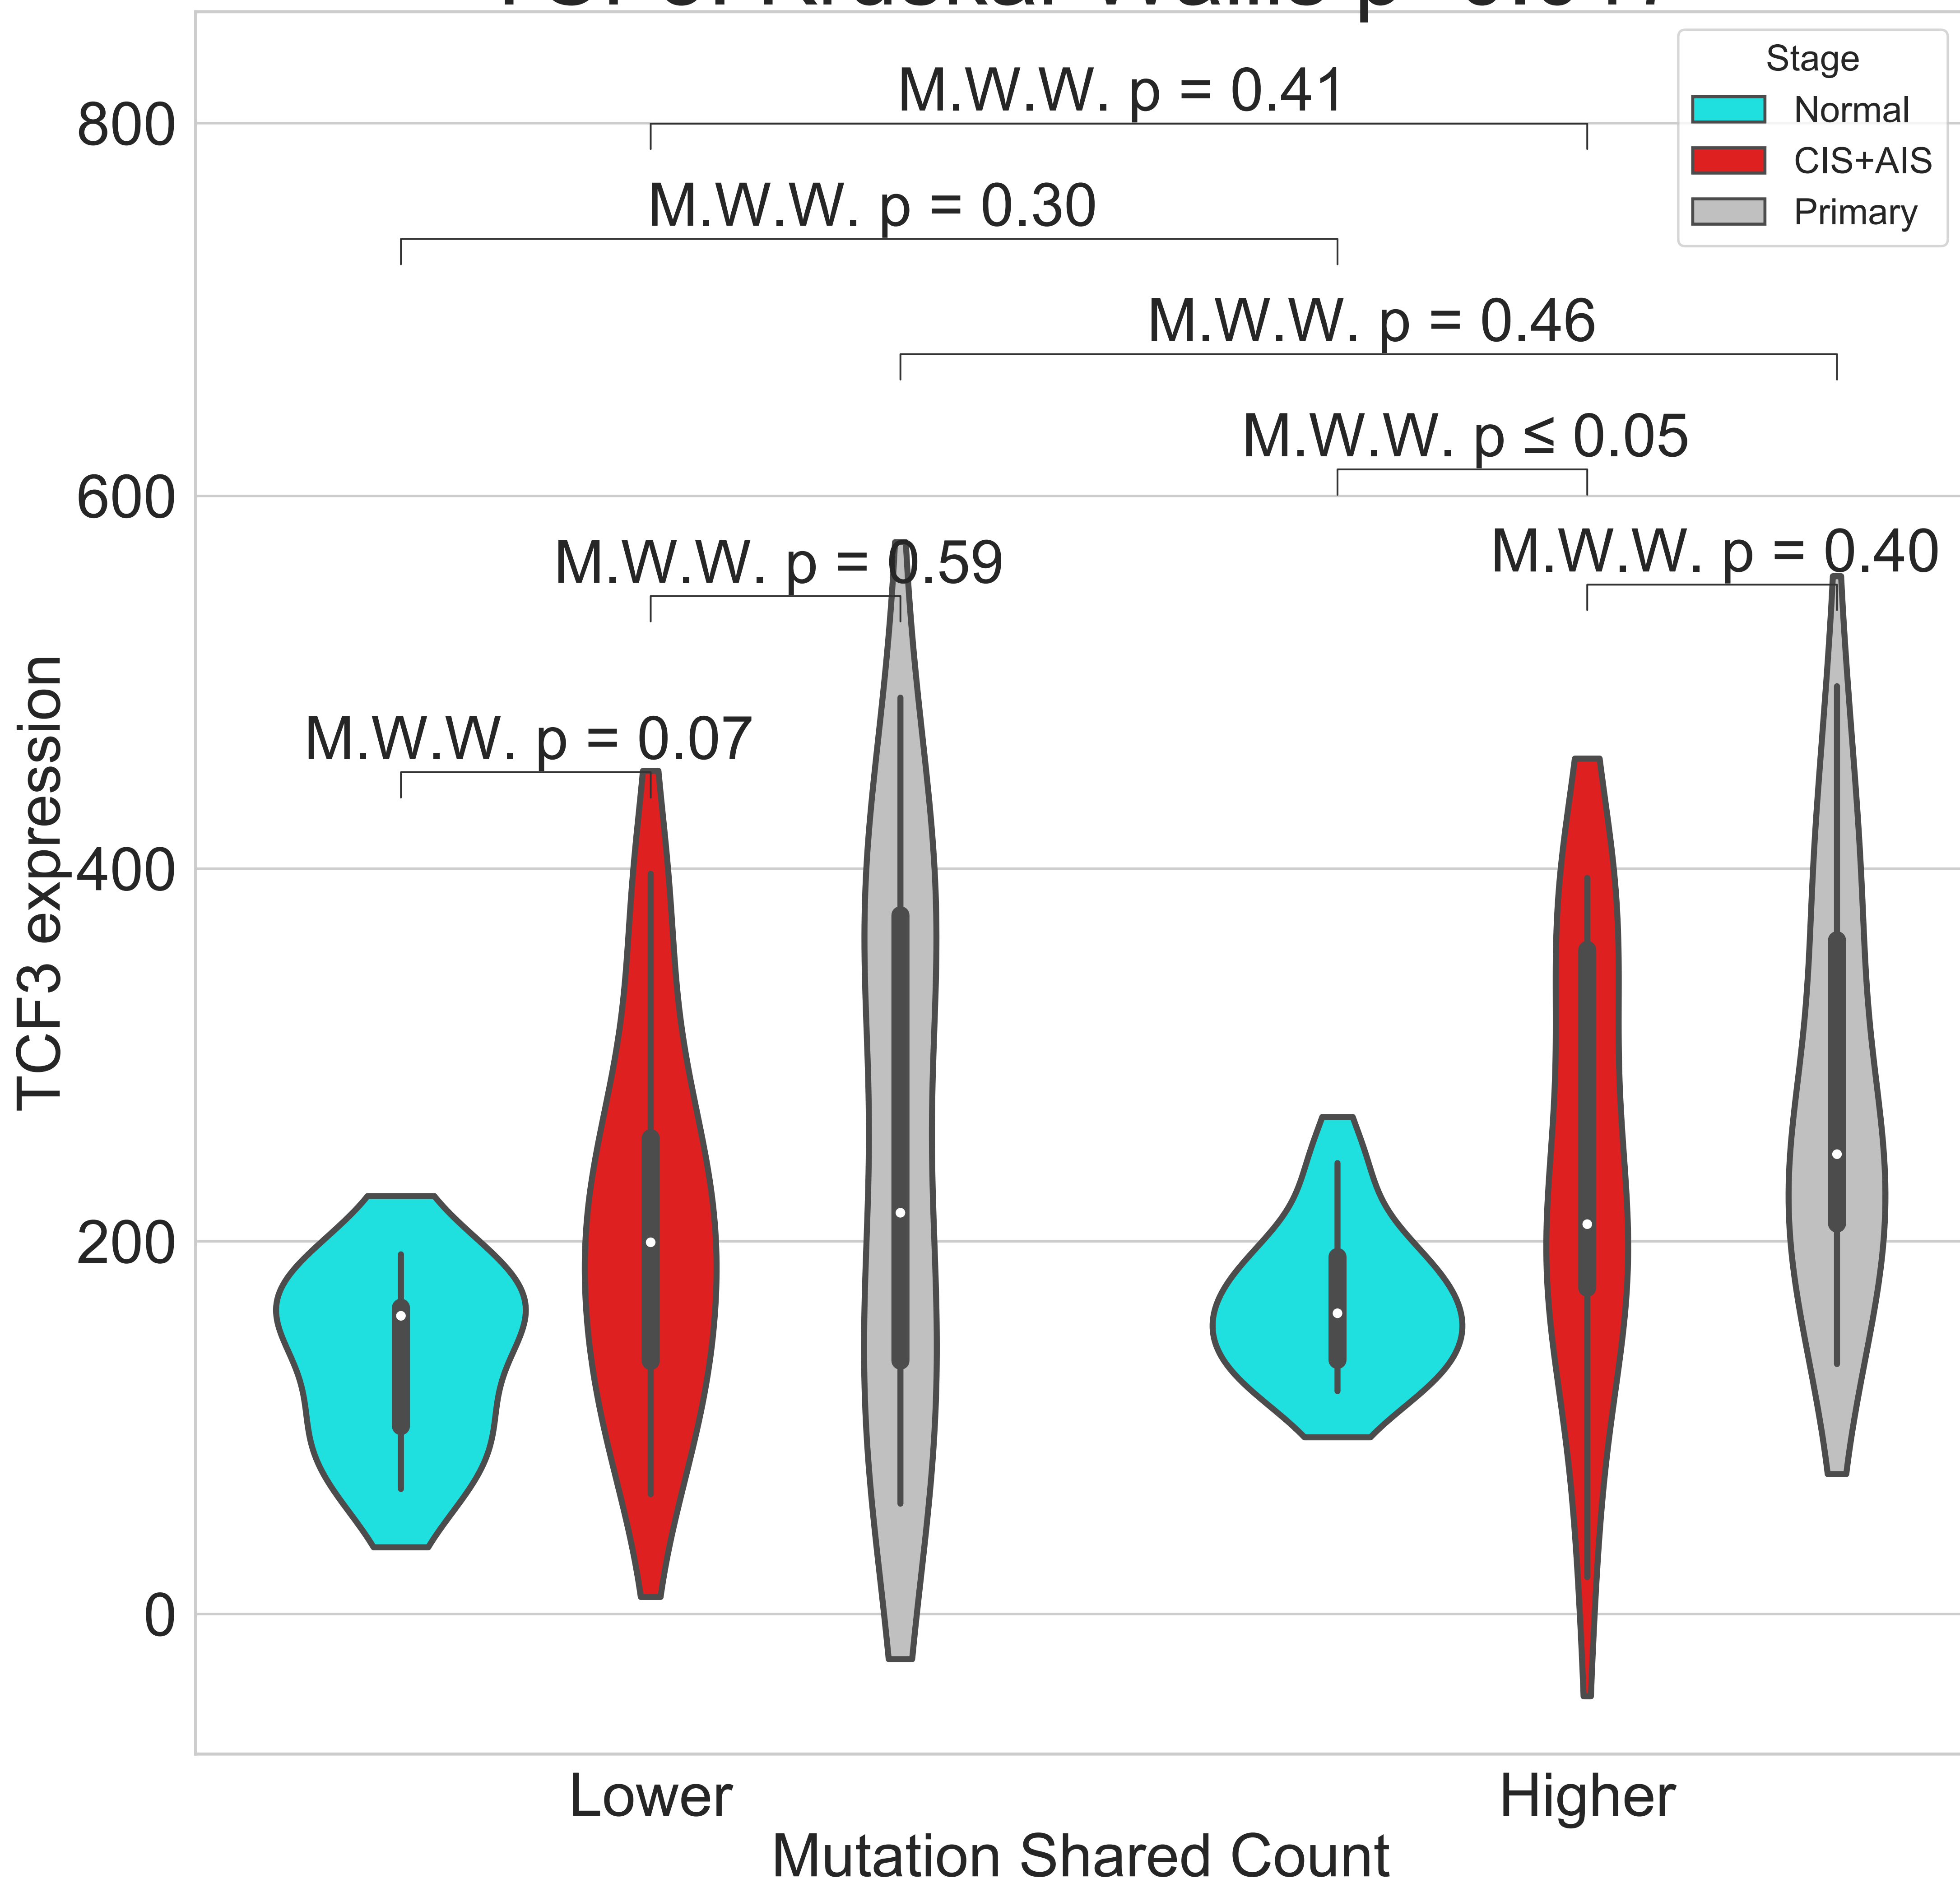 Stage
Normal
CIS+AIS
Primary
M.W.W. p = 0.41
M.W.W. p = 0.30
M.W.W. p = 0.46
M.W.W. p ≤ 0.05
M.W.W. p = 0.40
M.W.W. p = 0.59
M.W.W. p = 0.07
800
600
400
200
0
TCF3 expression
Lower
Higher
Mutation Shared Count